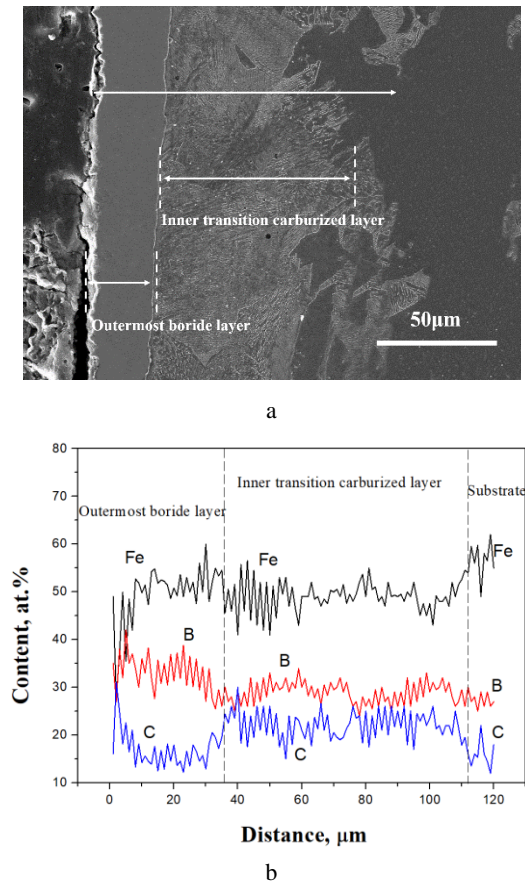 Inner transition carburized layer
Outermost boride layer
50μm
a
80
70
60
50
40
30
20
10
Content, at.%
Outermost boride layer
Inner transition carburized layer
Substrate
Fe
Fe
Fe
B
B
B
C
C
C
0
20
40
60
80
100
120
Distance, μm
b